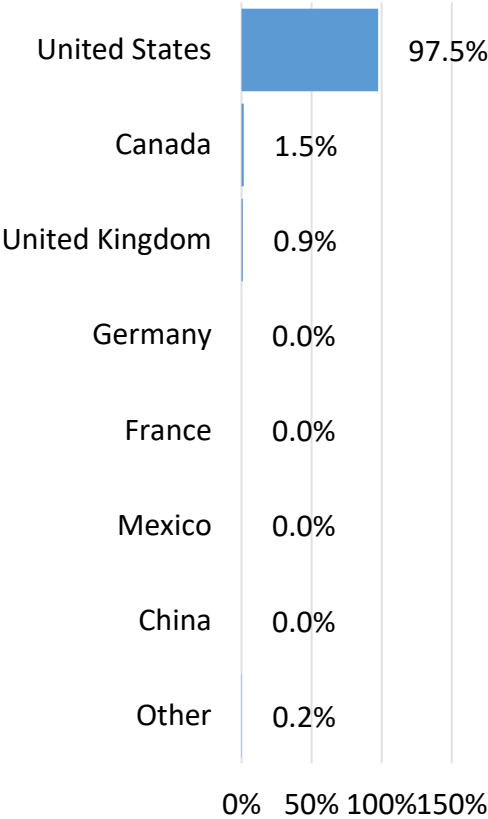 United States 97.5%
Canada 1.5%
United Kingdom 0.9%
Germany 0.0%
France 0.0%
Mexico 0.0%
China 0.0%
Other 0.2%
0% 50% 100% 150%